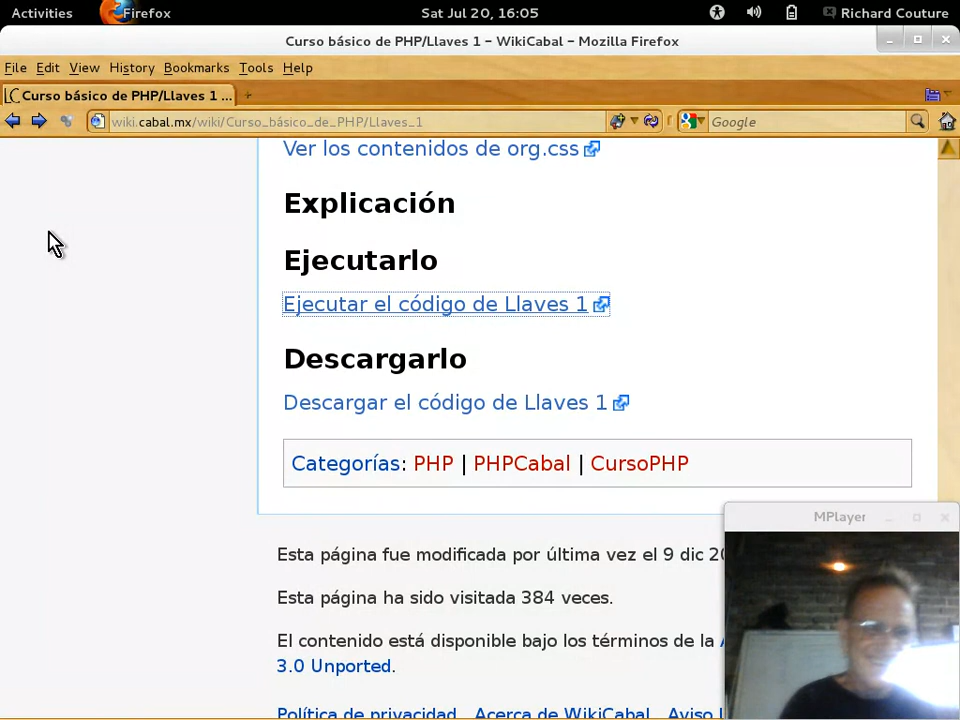 Activities Firefox Sat Jul 20, 16:05 Richard Couture
Curso básico de PHP/Llaves 1 – WikiCabal – Mozilla Firefox
File Edit View History Bookmarks Tools Help
Curso básico de PHP/Llaves 1 ...
wiki.cabal.mx/wiki/Curso_básico_de_PHP/Llaves_1 Google
Ver los contenidos de org.css
Explicación
Ejecutarlo
Ejecutar el código de Llaves 1
Descargarlo
Descargar el código de Llaves 1
Categorías: PHP | PHPCabal | CursoPHP
MPlayer
Esta página fue modificada por última vez el 9 dic 20
Esta página ha sido visitada 384 veces.
El contenido está disponible bajo los términos de la
3.0 Unported.
Política de privacidad Acerca de WikiCabal Aviso